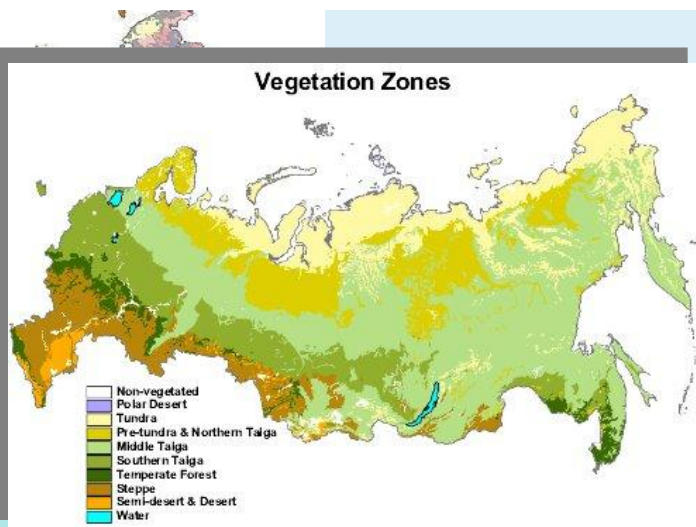 Vegetation Zones
Non-vegetated
Polar Desert
Tundra
Pre-tundra & Northern Taiga
Middle Taiga
Southern Taiga
Temperate Forest
Steppe
Semi-desert & Desert
Water